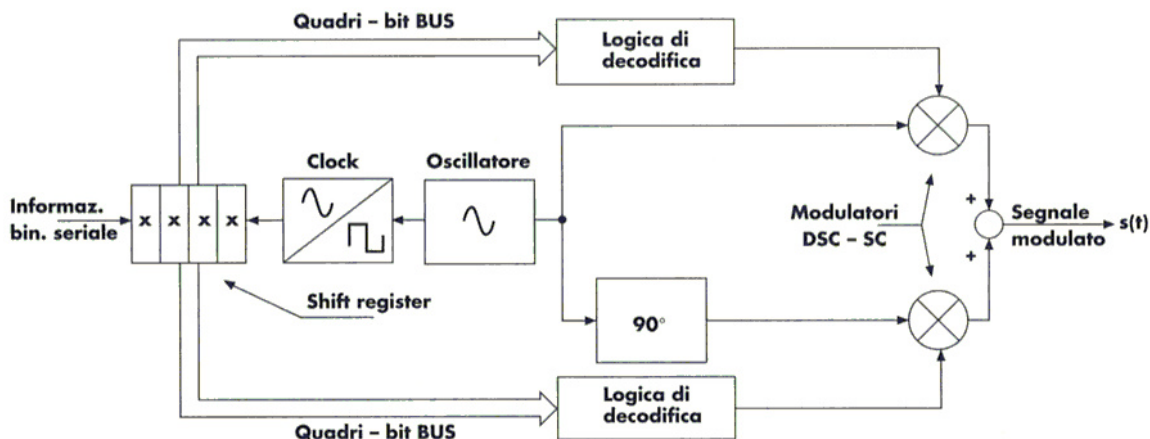 Quadri – bit BUS
Logica di
decodifica
Clock
Oscillatore
Informaz.
bin. seriale
x x x x
Modulatori
DSC – SC
+
+
Segnale
modulato
s(t)
Shift register
90°
Logica di
decodifica
Quadri – bit BUS